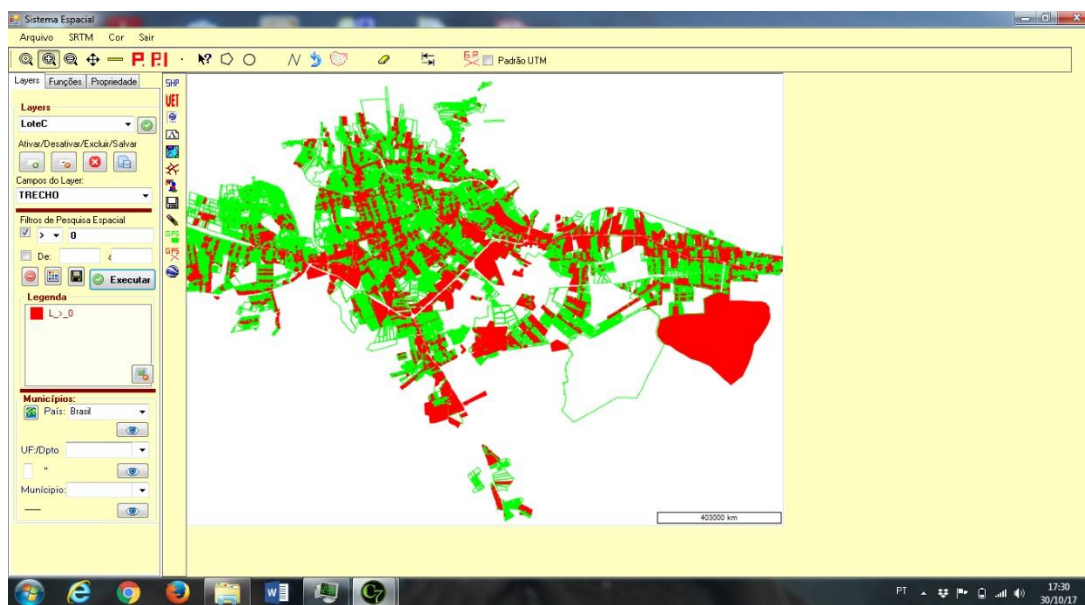 Sistema Espacial
Arquivo SRTM Cor Sair
Padrão UTM
Layers Funções Propriedade
Layers
LoteC
Ativar/Desativar/Excluir/Salvar
Campos do Layer:
TRECHO
Filtros de Pesquisa Espacial
> 0
De:
Executar
Legenda
L_>_0
Municípios:
País: Brasil
UF:/Dpto
Município:
SHP
GPS
GPS
403000 km
PT
17:30
30/10/17